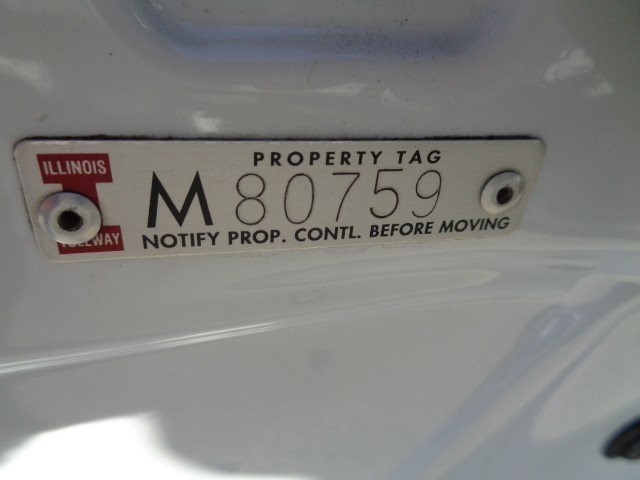 PROPERTY TAG
ILLINOIS
M 80759
TOLLWAY
NOTIFY PROP. CONTL. BEFORE MOVING